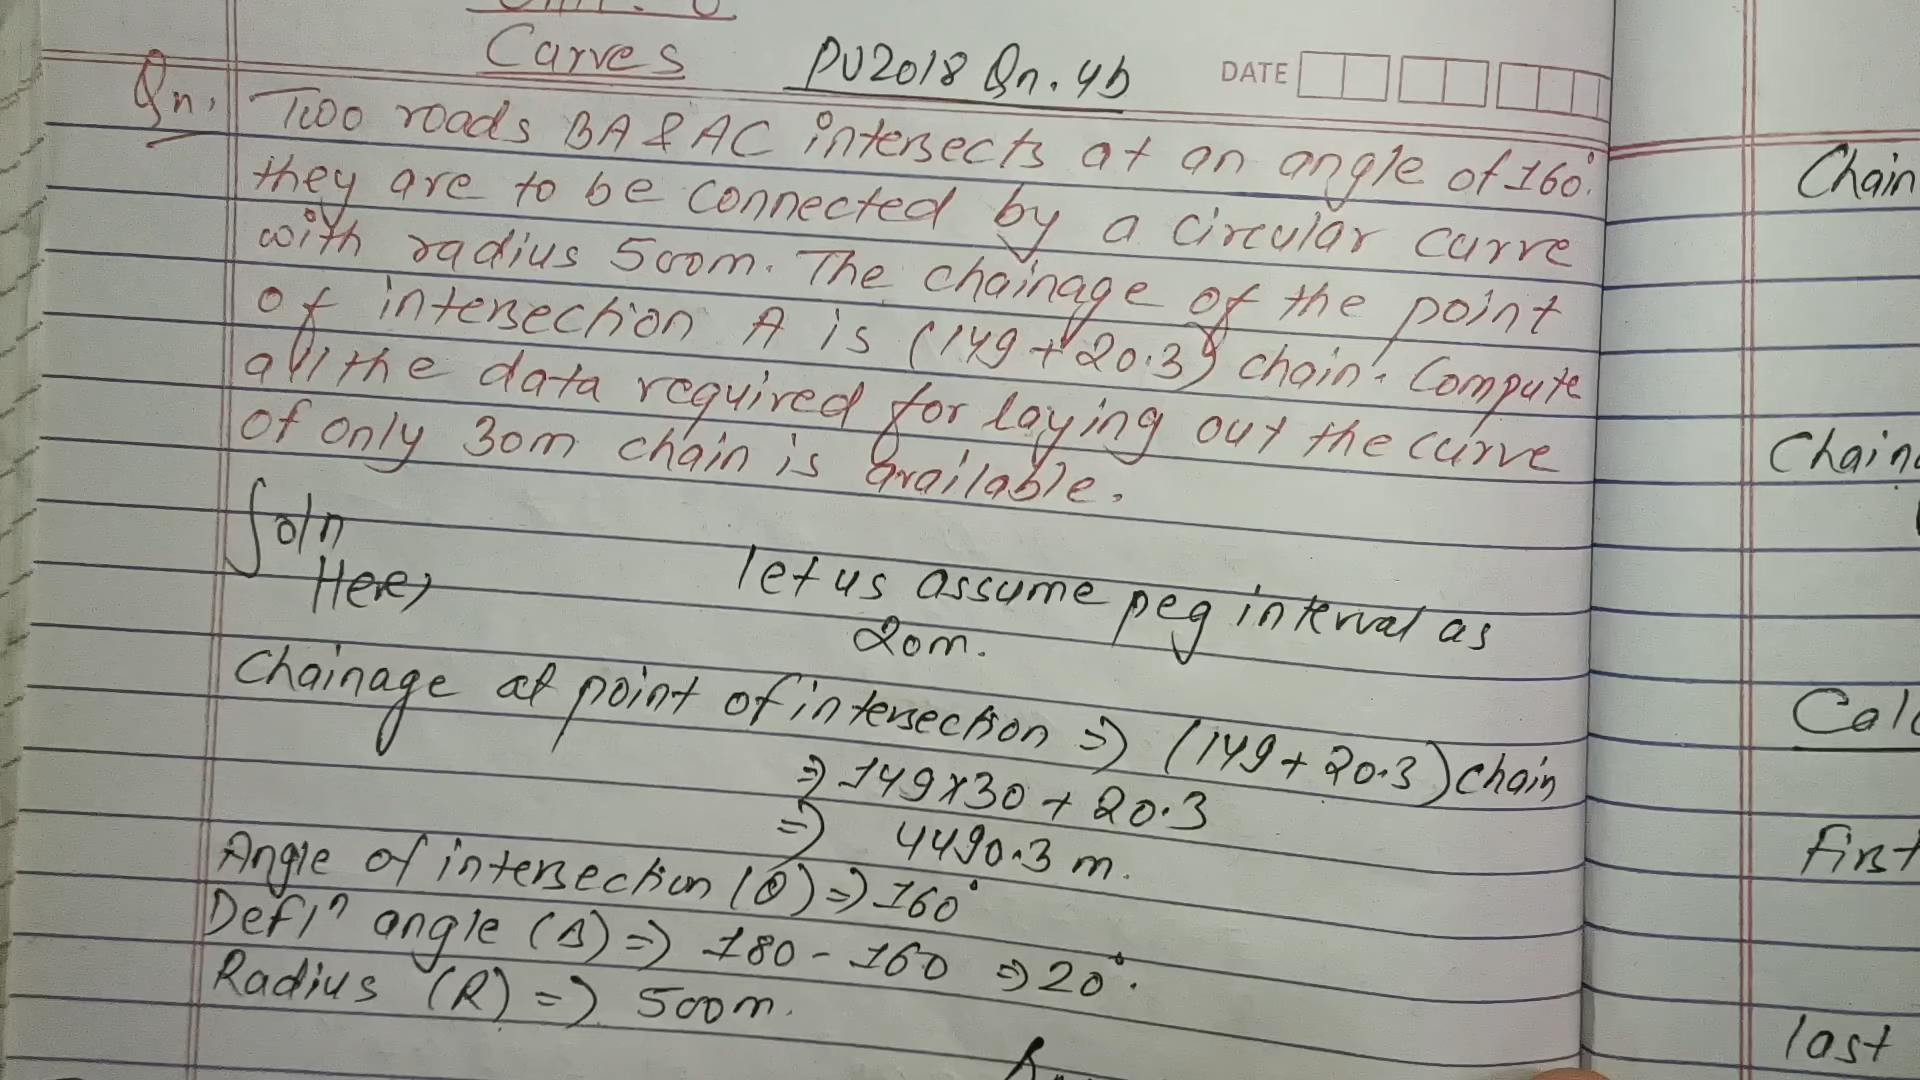 Curves PU2018 Qn. 4b DATE
Qn. Two roads BA & AC intersects at an angle of 160°.
they are to be connected by a circular curve
with radius 500m. The chainage of the point
of intersection A is (149+20.3) chain. Compute
all the data required for laying out the curve
of only 30m chain is available.
Soln
Here, let us assume peg interval as
20m.
Chainage at point of intersection => (149+20.3) chain
=> 149x30 + 20.3
=> 4490.3 m.
Angle of intersection (θ) => 160°
Defln angle (Δ) => 180 - 160 => 20°.
Radius (R) => 500m.
Chain
Chain
Calc
first
last